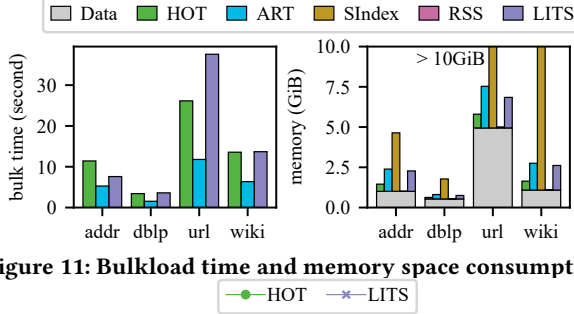 Data HOT ART SIndex RSS LITS
bulk time (second)
30
20
10
0
addr dblp url wiki
memory (GiB)
10.0
7.5
5.0
2.5
0.0
> 10GiB
addr dblp url wiki
igure 11: Bulkload time and memory space consumpt
HOT LITS